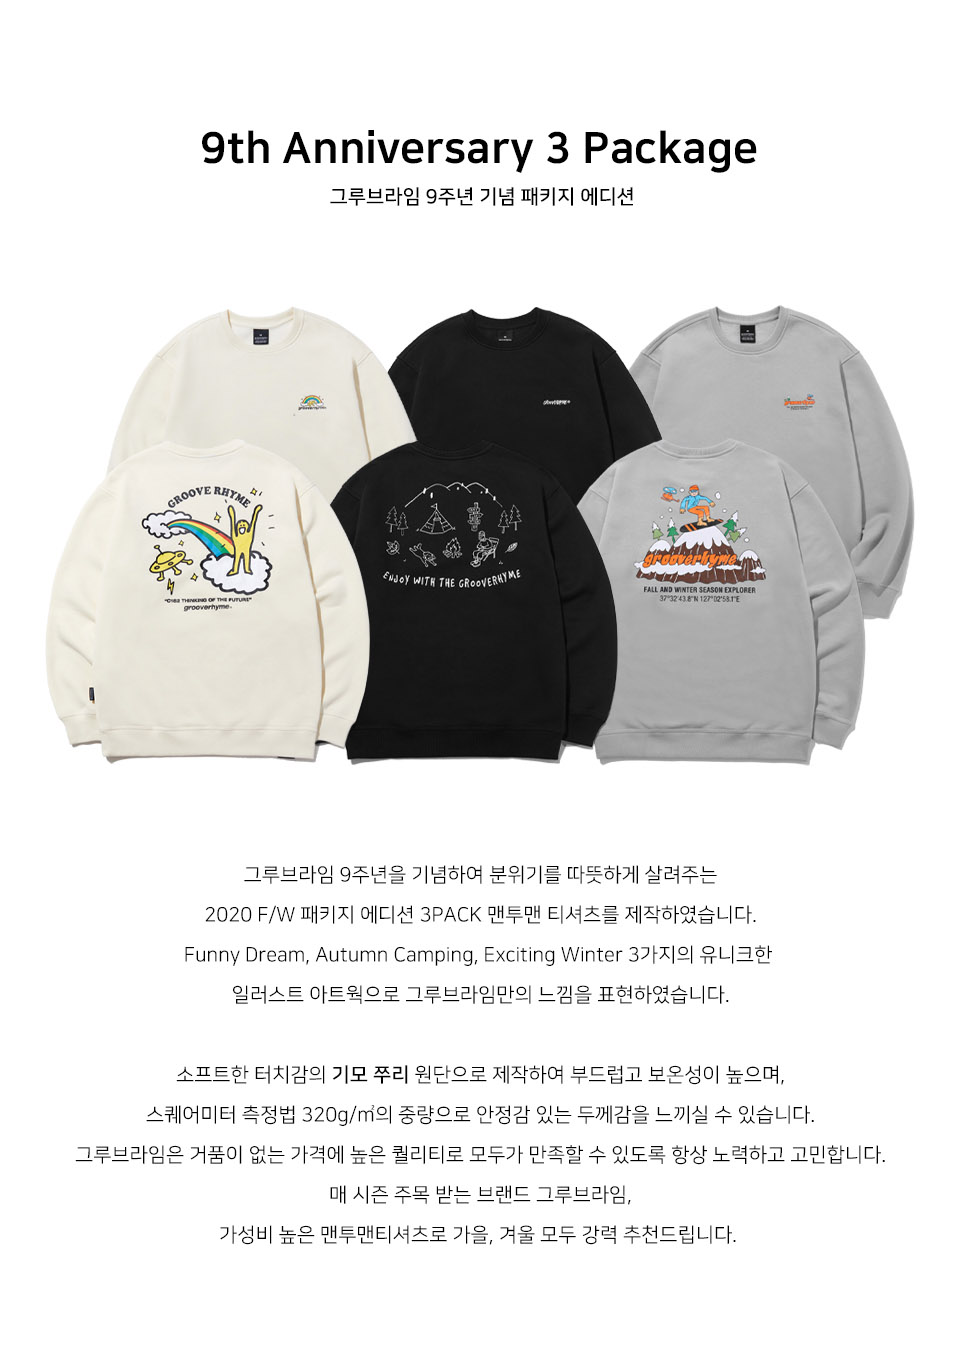 9th Anniversary 3 Package
그루브라임 9주년 기념 패키지 에디션
grooverhyme
GROOVE RHYME
"C163 THINKING OF THE FUTURE"
grooverhyme
ENJOY WITH THE GROOVERHYME
grooverhyme
FALL AND WINTER SEASON EXPLORER
37°32'43.8"N 127°02'58.1"E
그루브라임 9주년을 기념하여 분위기를 따뜻하게 살려주는
2020 F/W 패키지 에디션 3PACK 맨투맨 티셔츠를 제작하였습니다.
Funny Dream, Autumn Camping, Exciting Winter 3가지의 유니크한
일러스트 아트웍으로 그루브라임만의 느낌을 표현하였습니다.
소프트한 터치감의 기모 쭈리 원단으로 제작하여 부드럽고 보온성이 높으며,
스퀘어미터 측정법 320g/㎡의 중량으로 안정감 있는 두께감을 느끼실 수 있습니다.
그루브라임은 거품이 없는 가격에 높은 퀄리티로 모두가 만족할 수 있도록 항상 노력하고 고민합니다.
매 시즌 주목 받는 브랜드 그루브라임,
가성비 높은 맨투맨티셔츠로 가을, 겨울 모두 강력 추천드립니다.